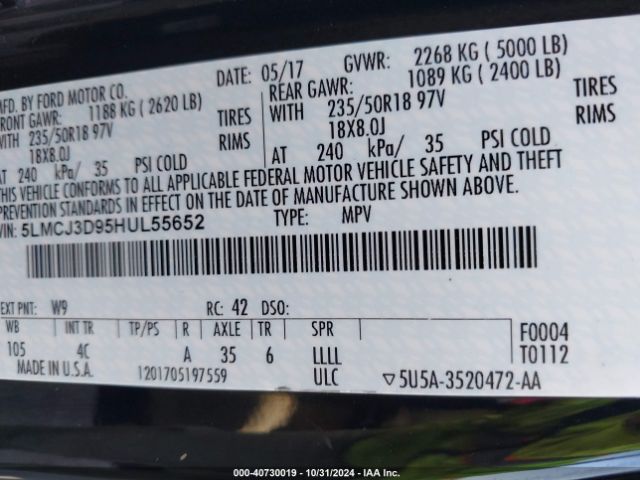 MFD. BY FORD MOTOR CO. DATE: 05/17 GVWR: 2268 KG ( 5000 LB)
FRONT GAWR: 1188 KG ( 2620 LB) REAR GAWR: 1089 KG ( 2400 LB)
WITH 235/50R18 97V TIRES WITH 235/50R18 97V TIRES
18X8.0J RIMS 18X8.0J RIMS
AT 240 kPa/ 35 PSI COLD AT 240 kPa/ 35 PSI COLD
THIS VEHICLE CONFORMS TO ALL APPLICABLE FEDERAL MOTOR VEHICLE SAFETY AND THEFT
PREVENTION STANDARDS IN EFFECT ON THE DATE OF MANUFACTURE SHOWN ABOVE.
VIN: 5LMCJ3D95HUL55652 TYPE: MPV
EXT PNT: W9 RC: 42 DSO:
WB INT TR TP/PS R AXLE TR SPR F0004
105 4C A 35 6 LLLL T0112
MADE IN U.S.A. 1201705197559 ULC ▽5U5A-3520472-AA
000-40730019 - 10/31/2024 - IAA Inc.